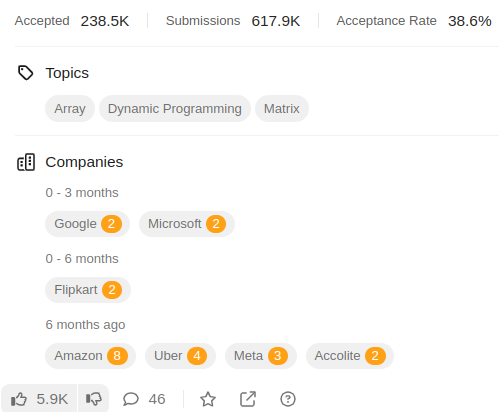 Accepted 238.5K Submissions 617.9K Acceptance Rate 38.6%
Topics
Array Dynamic Programming Matrix
Companies
0 - 3 months
Google 2 Microsoft 2
0 - 6 months
Flipkart 2
6 months ago
Amazon 8 Uber 4 Meta 3 Accolite 2
5.9K 46